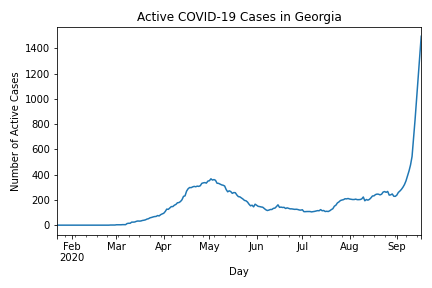 Active COVID-19 Cases in Georgia
Number of Active Cases
1400
1200
1000
800
600
400
200
0
Feb Mar Apr May Jun Jul Aug Sep
2020
Day